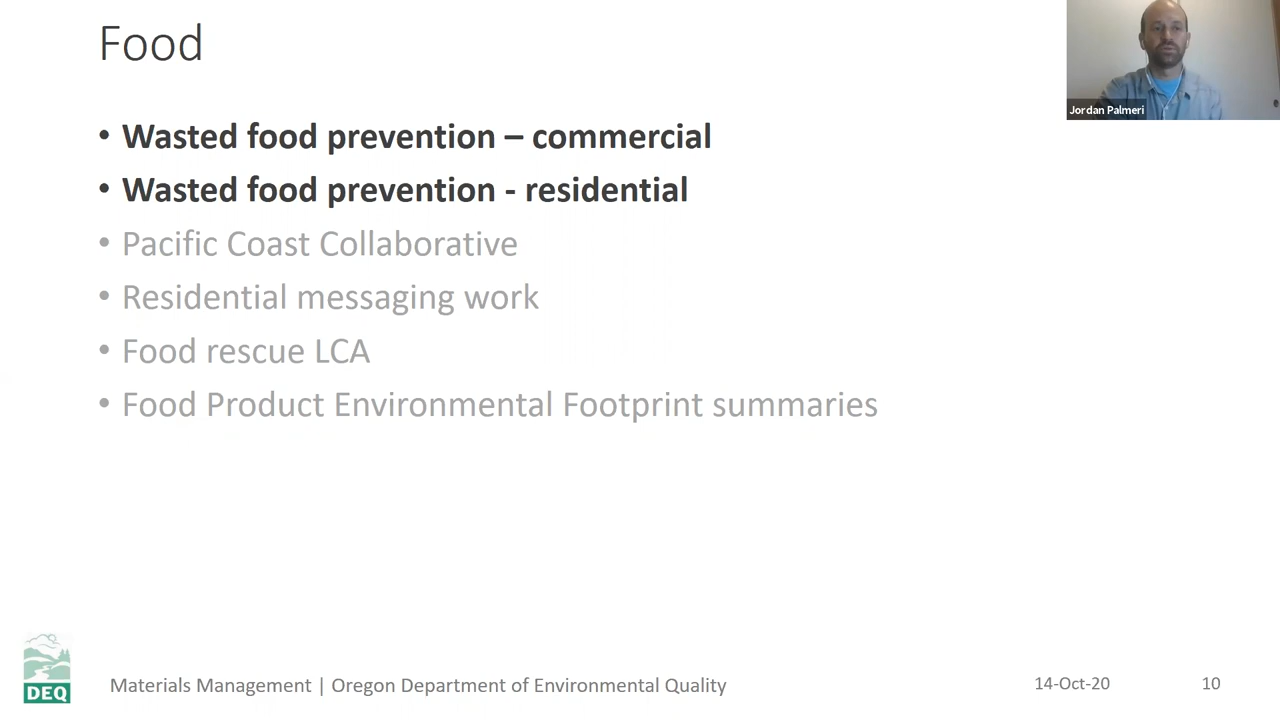 Food
Jordan Palmeri
• Wasted food prevention – commercial
• Wasted food prevention - residential
• Pacific Coast Collaborative
• Residential messaging work
• Food rescue LCA
• Food Product Environmental Footprint summaries
DEQ
Materials Management | Oregon Department of Environmental Quality
14-Oct-20
10